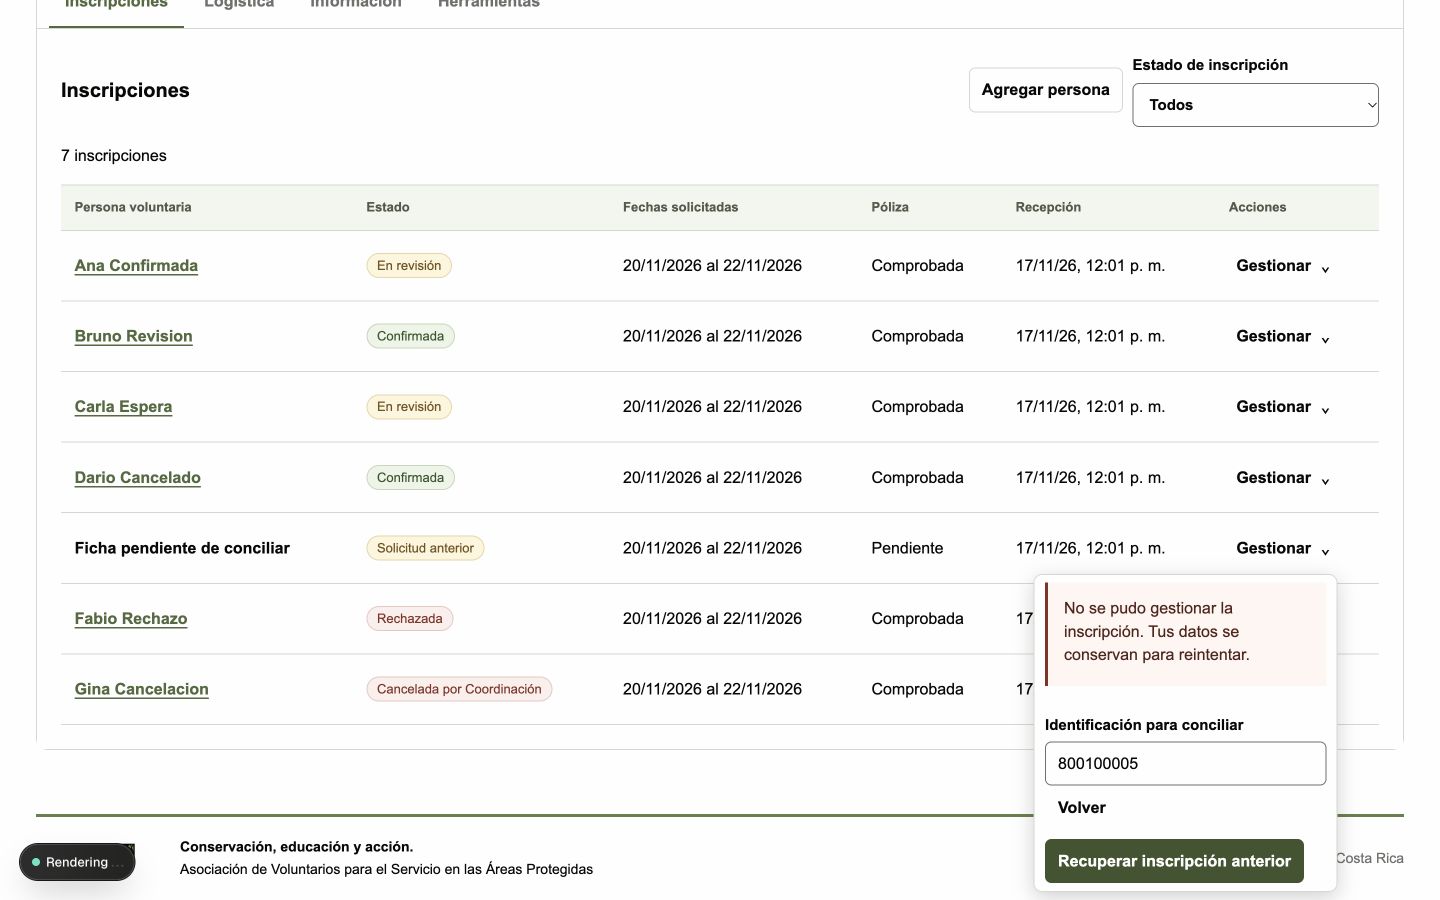 Inscripciones Logística Información Herramientas
Inscripciones
Agregar persona
Estado de inscripción
Todos
7 inscripciones
Persona voluntaria Estado Fechas solicitadas Póliza Recepción Acciones
Ana Confirmada En revisión 20/11/2026 al 22/11/2026 Comprobada 17/11/26, 12:01 p. m. Gestionar
Bruno Revision Confirmada 20/11/2026 al 22/11/2026 Comprobada 17/11/26, 12:01 p. m. Gestionar
Carla Espera En revisión 20/11/2026 al 22/11/2026 Comprobada 17/11/26, 12:01 p. m. Gestionar
Dario Cancelado Confirmada 20/11/2026 al 22/11/2026 Comprobada 17/11/26, 12:01 p. m. Gestionar
Ficha pendiente de conciliar Solicitud anterior 20/11/2026 al 22/11/2026 Pendiente 17/11/26, 12:01 p. m. Gestionar
Fabio Rechazo Rechazada 20/11/2026 al 22/11/2026 Comprobada 17
Gina Cancelacion Cancelada por Coordinación 20/11/2026 al 22/11/2026 Comprobada 17
No se pudo gestionar la
inscripción. Tus datos se
conservan para reintentar.
Identificación para conciliar
800100005
Volver
Recuperar inscripción anterior
Rendering...
Conservación, educación y acción.
Asociación de Voluntarios para el Servicio en las Áreas Protegidas
Costa Rica